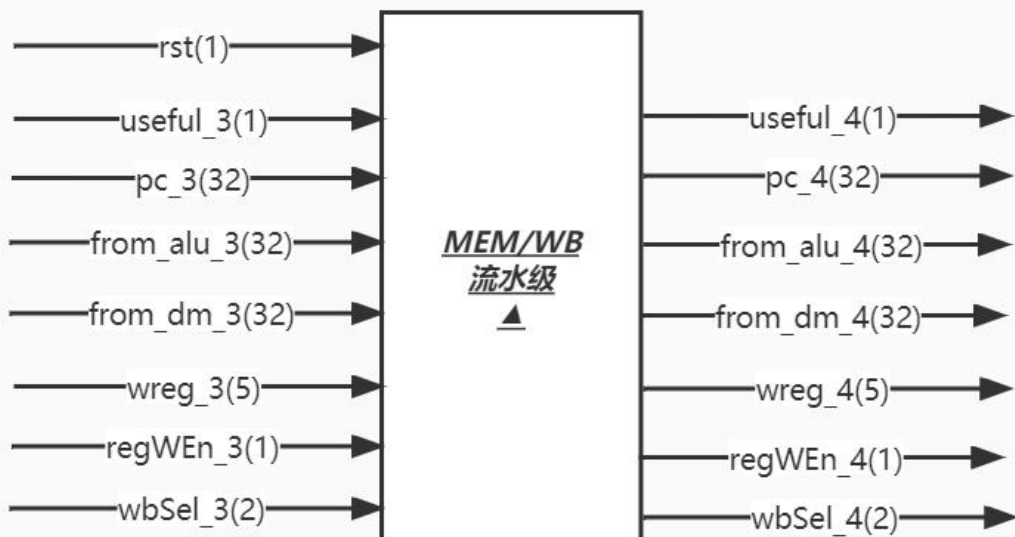 rst(1)
useful_3(1)
pc_3(32)
from_alu_3(32)
from_dm_3(32)
wreg_3(5)
regWEn_3(1)
wbSel_3(2)
MEM/WB
流水级
▲
useful_4(1)
pc_4(32)
from_alu_4(32)
from_dm_4(32)
wreg_4(5)
regWEn_4(1)
wbSel_4(2)